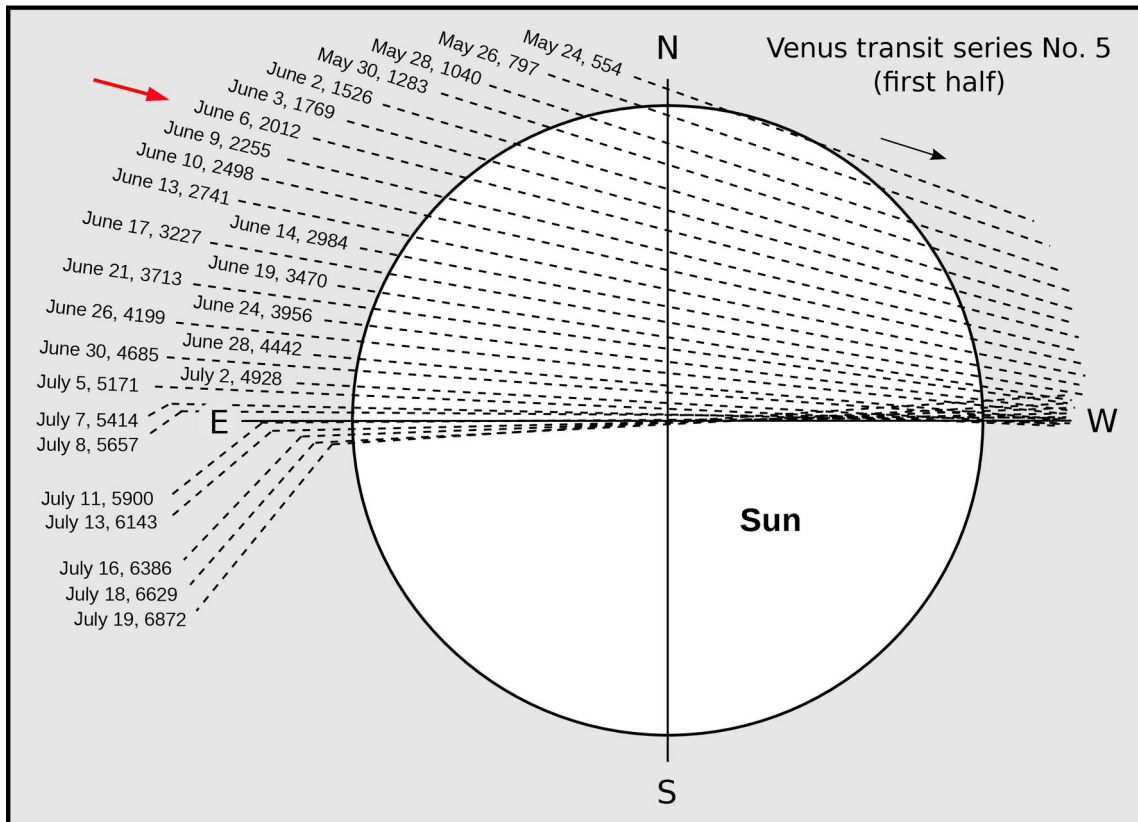 N
Venus transit series No. 5
(first half)
May 24, 554
May 26, 797
May 28, 1040
May 30, 1283
June 2, 1526
June 3, 1769
June 6, 2012
June 9, 2255
June 10, 2498
June 13, 2741
June 14, 2984
June 17, 3227
June 19, 3470
June 21, 3713
June 24, 3956
June 26, 4199
June 28, 4442
June 30, 4685
July 2, 4928
July 5, 5171
July 7, 5414
July 8, 5657
E
W
July 11, 5900
July 13, 6143
Sun
July 16, 6386
July 18, 6629
July 19, 6872
S